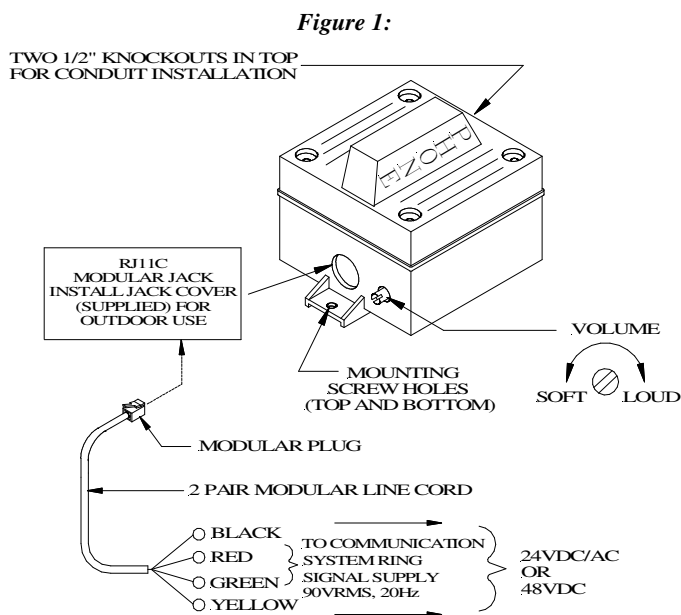 Figure 1:
TWO 1/2" KNOCKOUTS IN TOP
FOR CONDUIT INSTALLATION
PHONE
RJ11C
MODULAR JACK
INSTALL JACK COVER
(SUPPLIED) FOR
OUTDOOR USE
VOLUME
SOFT
LOUD
MOUNTING
SCREW HOLES
(TOP AND BOTTOM)
MODULAR PLUG
2 PAIR MODULAR LINE CORD
BLACK
RED
GREEN
YELLOW
TO COMMUNICATION
SYSTEM RING
SIGNAL SUPPLY
90VRMS, 20Hz
24VDC/AC
OR
48VDC